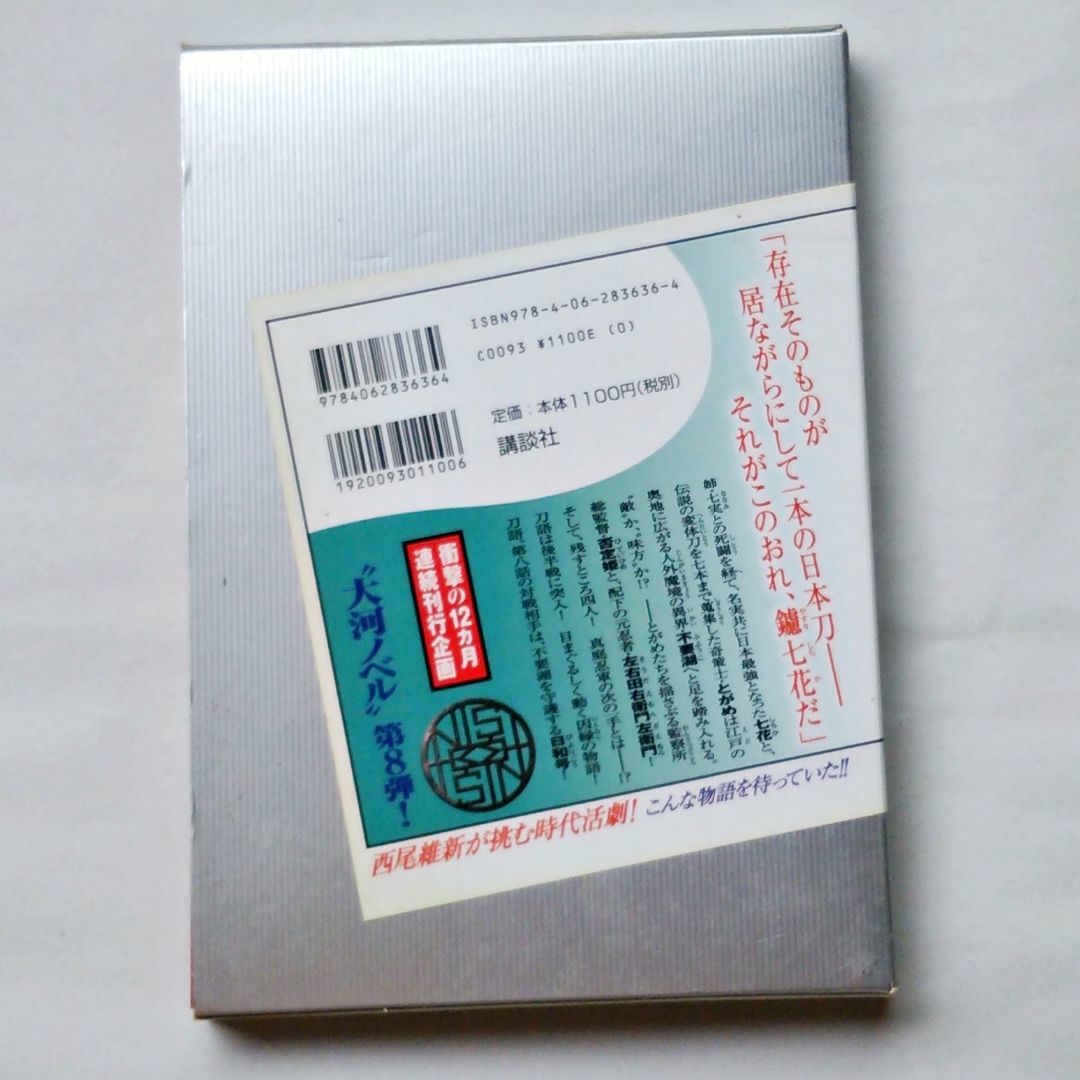 ISBN978-4-06-283636-4
C0093 ¥1100E (0)
定価：本体1100円(税別)
講談社
9784062836364
1920093011006
「存在そのものが
居ながらにして一本の日本刀――
それがこのおれ、鑢七花だ」
姉・七実との死闘を経て、名実共に日本最強となった七花と、
伝説の変体刀を七本まで蒐集した奇策士・とがめは江戸の
奥地に広がる人外魔境の異界・不要湖へと足を踏み入れる。
“敵”か、“味方”か!?――とがめたちを揺さぶる監察所
総監督・否定姫と、配下の元忍者・左右田右衛門左衛門！
そして、残すところ四人！ 真庭忍軍の次の一手とは――!?
刀語は後半戦に突入！ 目まぐるしく動く因縁の物語！
刀語、第八話の対戦相手は、不要湖を守護する日和号！
衝撃の12ヵ月
連続刊行企画
“大河ノベル”第8弾！
西尾維新が挑む時代活劇！ こんな物語を待っていた!!